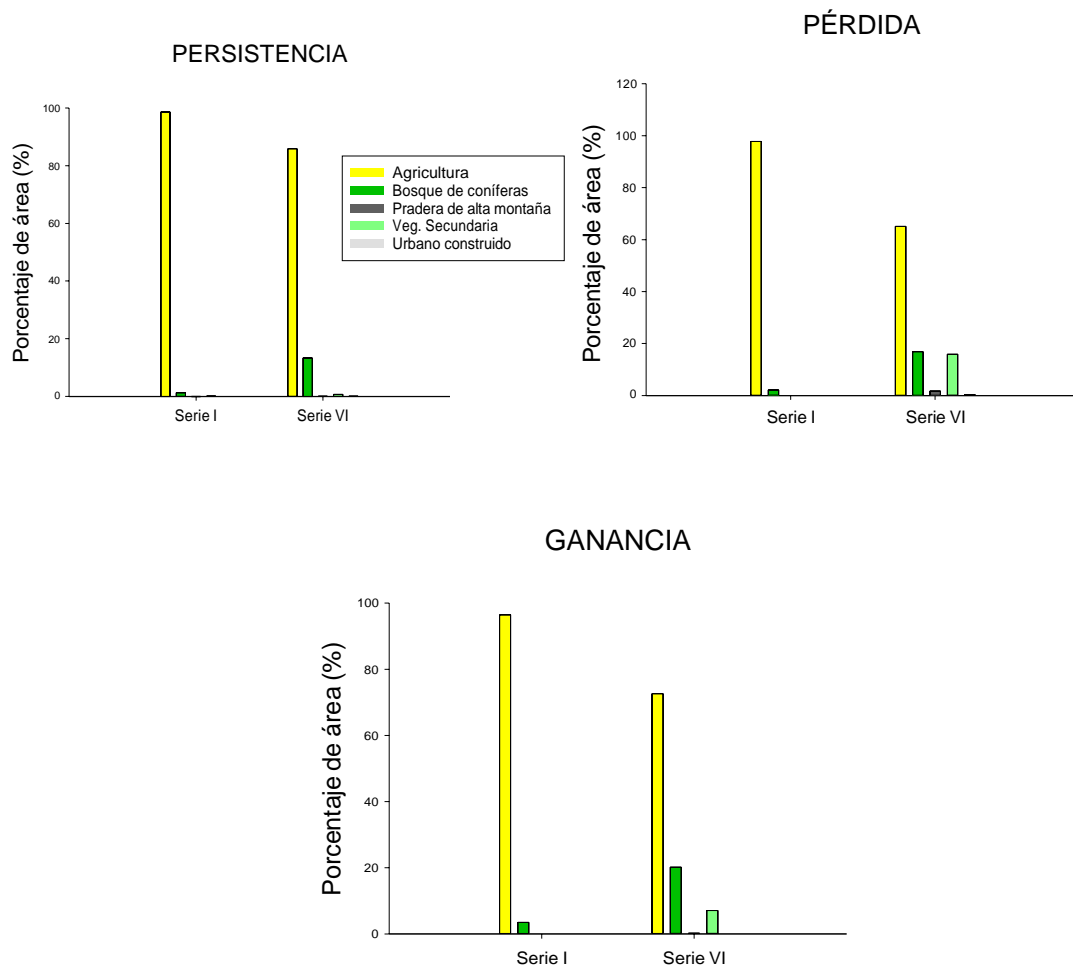 PERSISTENCIA
Porcentaje de área (%)
100
80
60
40
20
0
Serie I
Serie VI
Agricultura
Bosque de coníferas
Pradera de alta montaña
Veg. Secundaria
Urbano construido
PÉRDIDA
Porcentaje de área (%)
120
100
80
60
40
20
0
Serie I
Serie VI
GANANCIA
Porcentaje de área (%)
100
80
60
40
20
0
Serie I
Serie VI